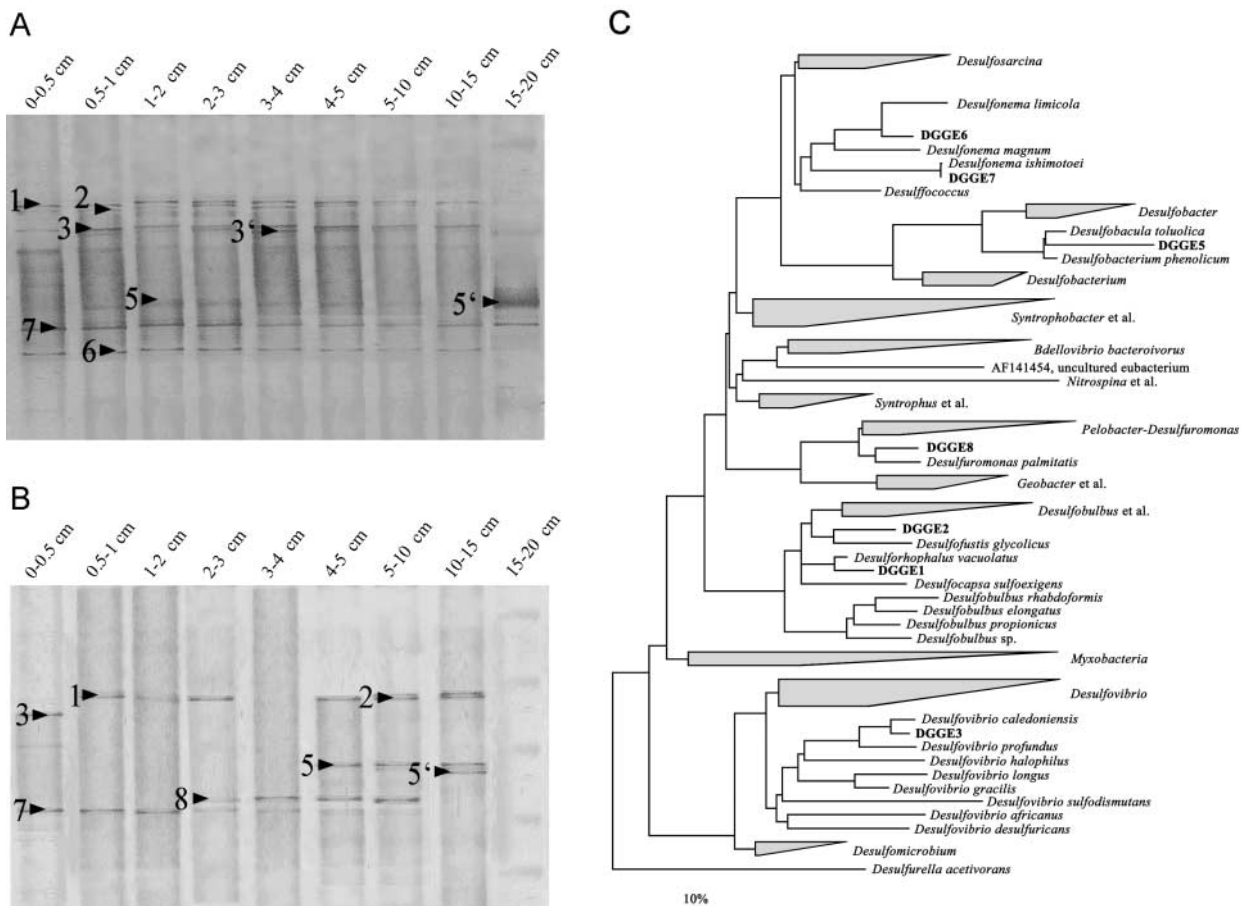 A
0-0.5 cm
0.5-1 cm
1-2 cm
2-3 cm
3-4 cm
4-5 cm
5-10 cm
10-15 cm
15-20 cm
1
2
3
3‘
5
5‘
7
6
B
0-0.5 cm
0.5-1 cm
1-2 cm
2-3 cm
3-4 cm
4-5 cm
5-10 cm
10-15 cm
15-20 cm
1
2
3
5
5‘
8
7
C
Desulfosarcina
Desulfonema limicola
DGGE6
Desulfonema magnum
Desulfonema ishimotoei
DGGE7
Desulffococcus
Desulfobacter
Desulfobacula toluolica
DGGE5
Desulfobacterium phenolicum
Desulfobacterium
Syntrophobacter et al.
Bdellovibrio bacteroivorus
AF141454, uncultured eubacterium
Nitrospina et al.
Syntrophus et al.
Pelobacter-Desulfuromonas
DGGE8
Desulfuromonas palmitatis
Geobacter et al.
Desulfobulbus et al.
DGGE2
Desulfofustis glycolicus
Desulforhophalus vacuolatus
DGGE1
Desulfocapsa sulfoexigens
Desulfobulbus rhabdoformis
Desulfobulbus elongatus
Desulfobulbus propionicus
Desulfobulbus sp.
Myxobacteria
Desulfovibrio
Desulfovibrio caledoniensis
DGGE3
Desulfovibrio profundus
Desulfovibrio halophilus
Desulfovibrio longus
Desulfovibrio gracilis
Desulfovibrio sulfodismutans
Desulfovibrio africanus
Desulfovibrio desulfuricans
Desulfomicrobium
Desulfurella acetivorans
10%